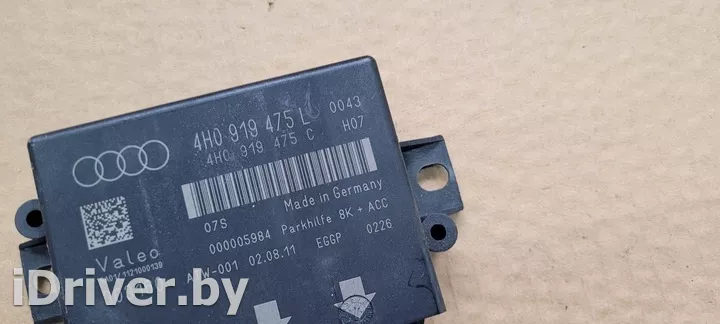 4H0 919 475 L 0043
4H0 919 475 C H07
Made in Germany
07S
000005984 Parkhilfe 8K + ACC
02.08.11 EGGP 0226
Valeo
iDriver.by